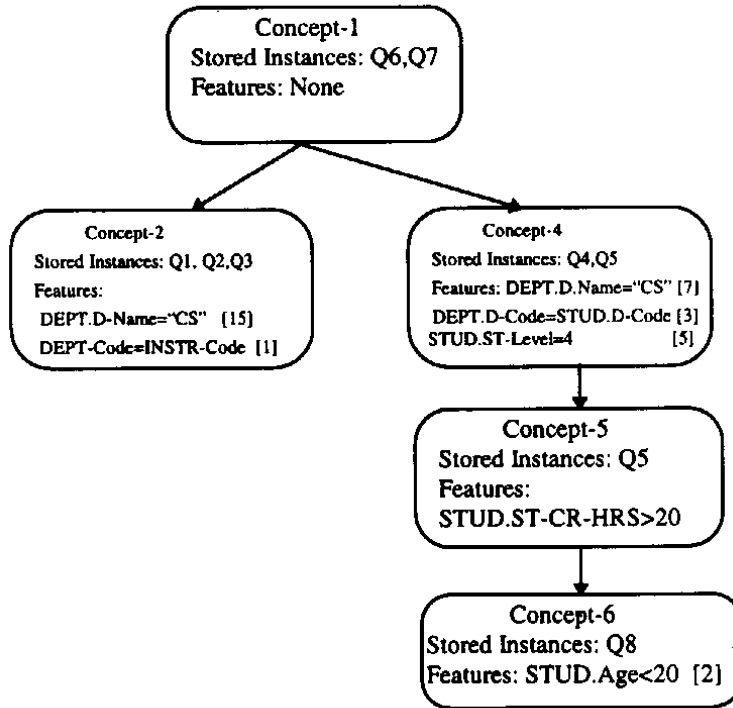 Concept-1
Stored Instances: Q6,Q7
Features: None
Concept-2
Stored Instances: Q1, Q2,Q3
Features:
DEPT.D-Name="CS" [15]
DEPT-Code=INSTR-Code [1]
Concept-4
Stored Instances: Q4,Q5
Features: DEPT.D.Name="CS" [7]
DEPT.D-Code=STUD.D-Code [3]
STUD.ST-Level=4 [5]
Concept-5
Stored Instances: Q5
Features:
STUD.ST-CR-HRS>20
Concept-6
Stored Instances: Q8
Features: STUD.Age<20 [2]